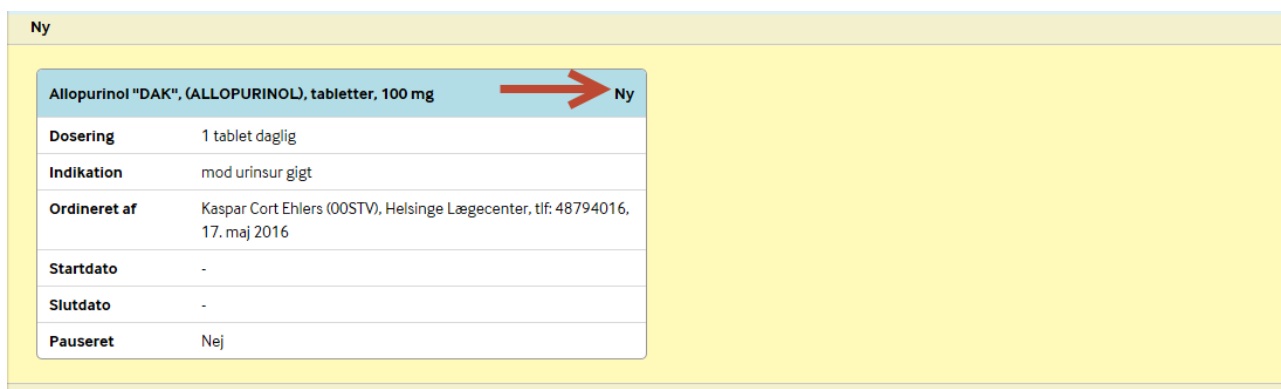 Ny
Allopurinol "DAK", (ALLOPURINOL), tabletter, 100 mg Ny
Dosering 1 tablet daglig
Indikation mod urinsur gigt
Ordineret af Kaspar Cort Ehlers (00STV), Helsinge Lægecenter, tlf: 48794016,
17. maj 2016
Startdato -
Slutdato -
Pauseret Nej